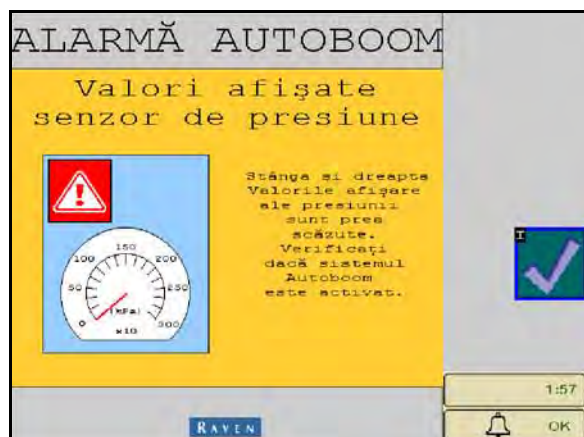 ALARMĂ AUTOBOOM
Valori afişate
senzor de presiune
Stânga si dreapta
Valorile afişare
ale presiunii
sunt prea
scăzute.
Verificaţi
dacă sistemul
Autoboom
este activat.
150
100
200
50
250
(kPa)
0
300
x10
I
1:57
RAVEN
OK